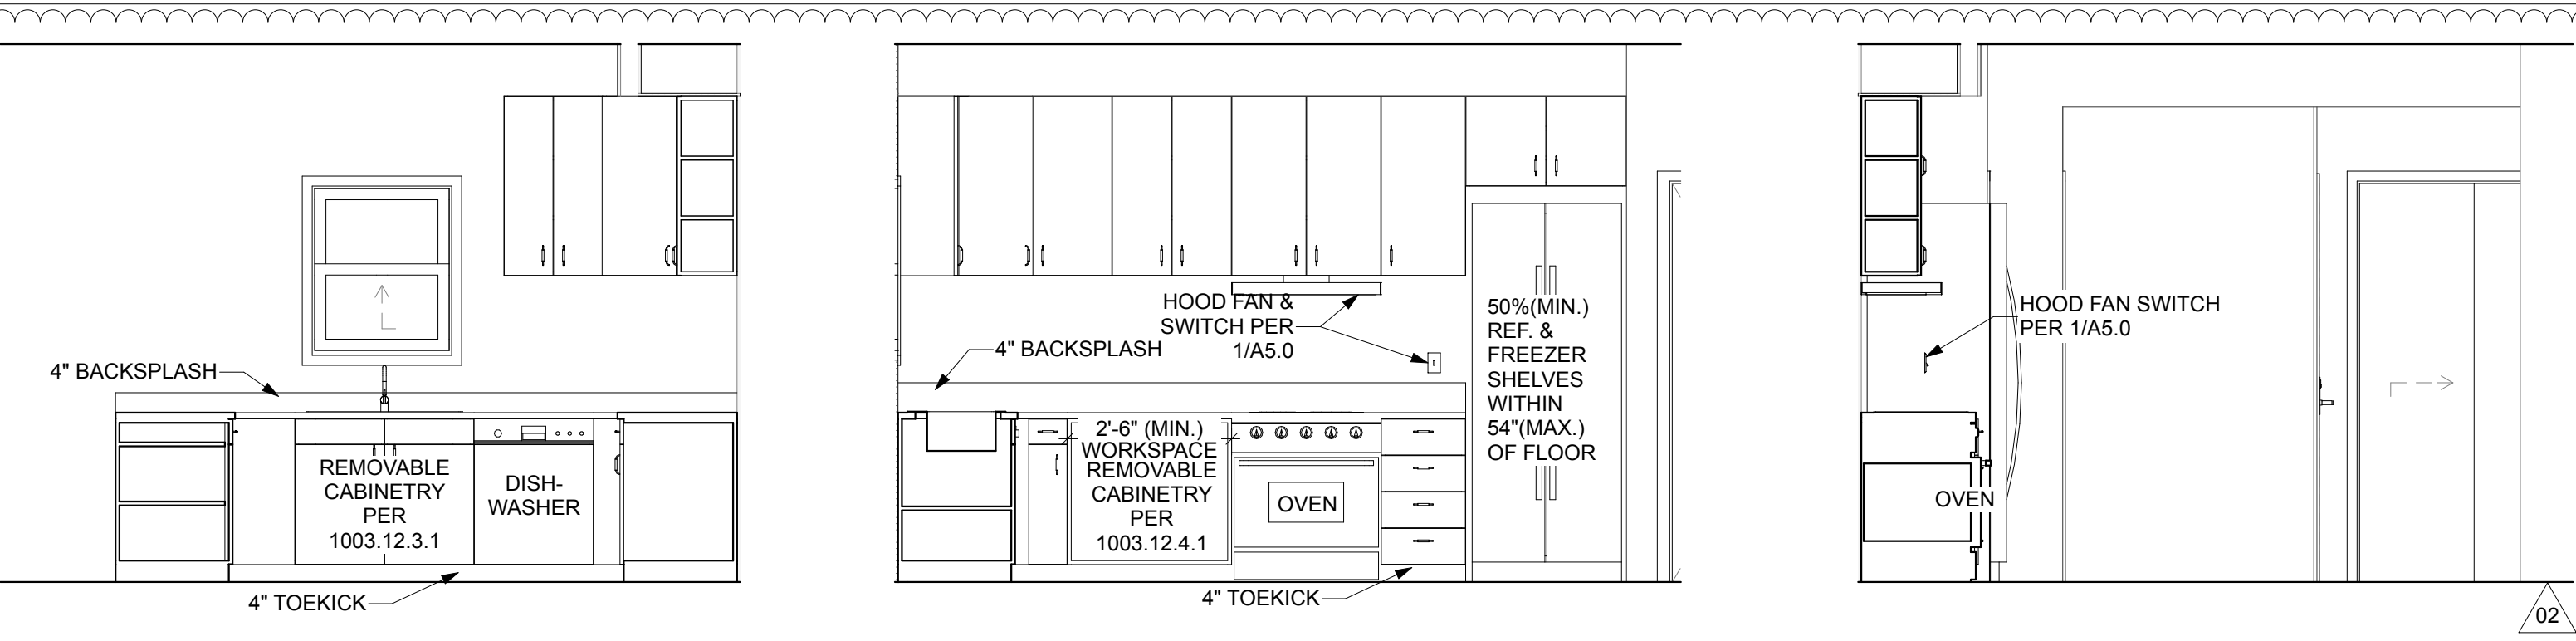 4" BACKSPLASH
REMOVABLE
CABINETRY
PER
1003.12.3.1
DISH-
WASHER
4" TOEKICK
HOOD FAN &
SWITCH PER
1/A5.0
4" BACKSPLASH
2'-6" (MIN.)
WORKSPACE
REMOVABLE
CABINETRY
PER
1003.12.4.1
OVEN
50%(MIN.)
REF. &
FREEZER
SHELVES
WITHIN
54"(MAX.)
OF FLOOR
4" TOEKICK
HOOD FAN SWITCH
PER 1/A5.0
OVEN
02